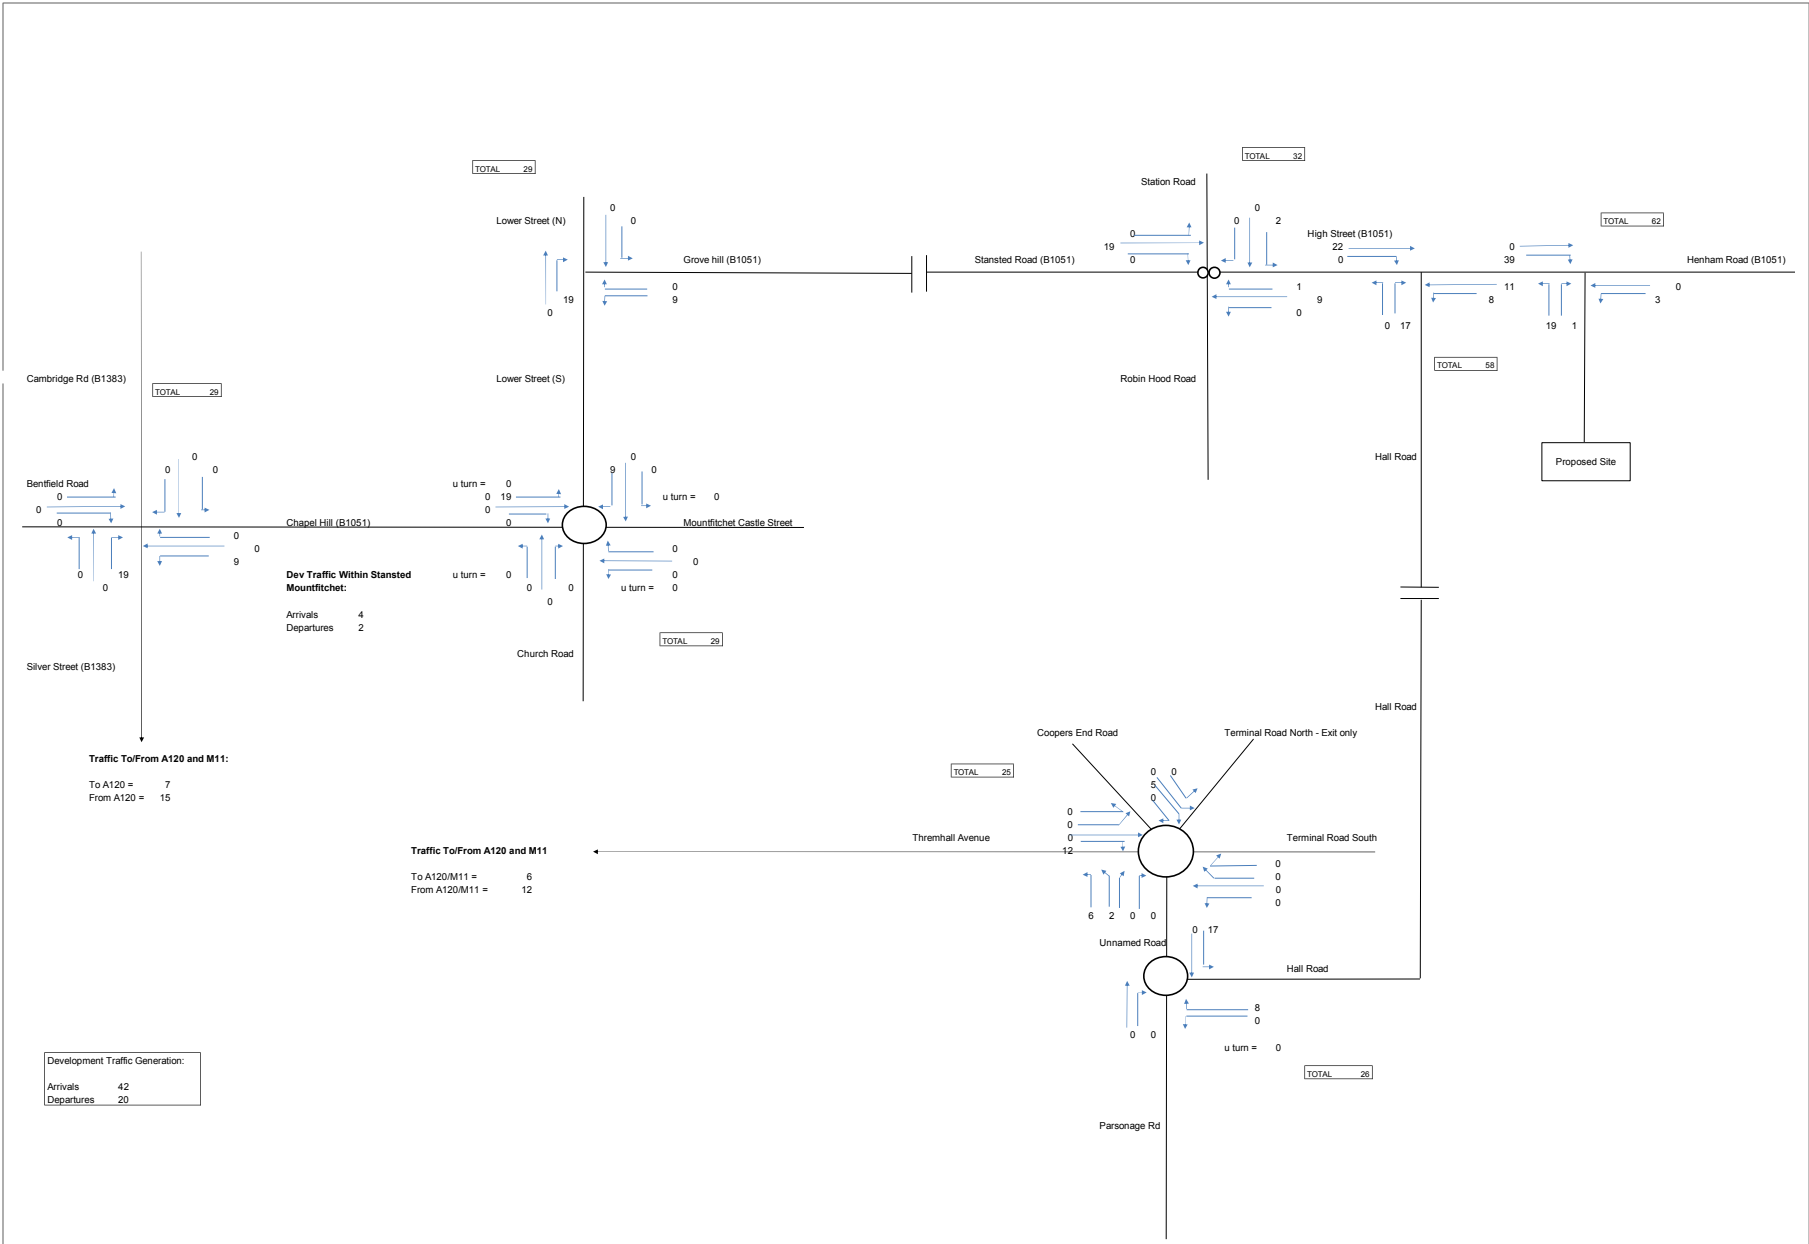 TOTAL 32
TOTAL 29
Station Road
0
0 0 2
Lower Street (N)
0
0
TOTAL 62
High Street (B1051)
0
19
0
22
0
0
39
Grove hill (B1051)
Stansted Road (B1051)
Henham Road (B1051)
0
9
19
0
1
9
0
11
8
0
3
0 17
19 1
TOTAL 58
Cambridge Rd (B1383)
TOTAL 29
Lower Street (S)
Robin Hood Road
Hall Road
Proposed Site
0
0 0
Bentfield Road
0
0
0
u turn = 0
0 19
0
0
0
9 0
u turn = 0
Chapel Hill (B1051)
Mountfitchet Castle Street
0
0
9
0 19
0
0
0
0
Dev Traffic Within Stansted
Mountfitchet:
u turn = 0
0 0
0
u turn = 0
Arrivals 4
Departures 2
TOTAL 29
Church Road
Silver Street (B1383)
Hall Road
Coopers End Road
Terminal Road North - Exit only
Traffic To/From A120 and M11:
To A120 = 7
From A120 = 15
TOTAL 25
0 0
5
0
0
0
0
12
Thremhall Avenue
Terminal Road South
Traffic To/From A120 and M11
To A120/M11 = 6
From A120/M11 = 12
0
0
0
0
6 2 0 0
0 17
Unnamed Road
Hall Road
8
0
0 0
u turn = 0
TOTAL 26
Development Traffic Generation:
Arrivals 42
Departures 20
Parsonage Rd